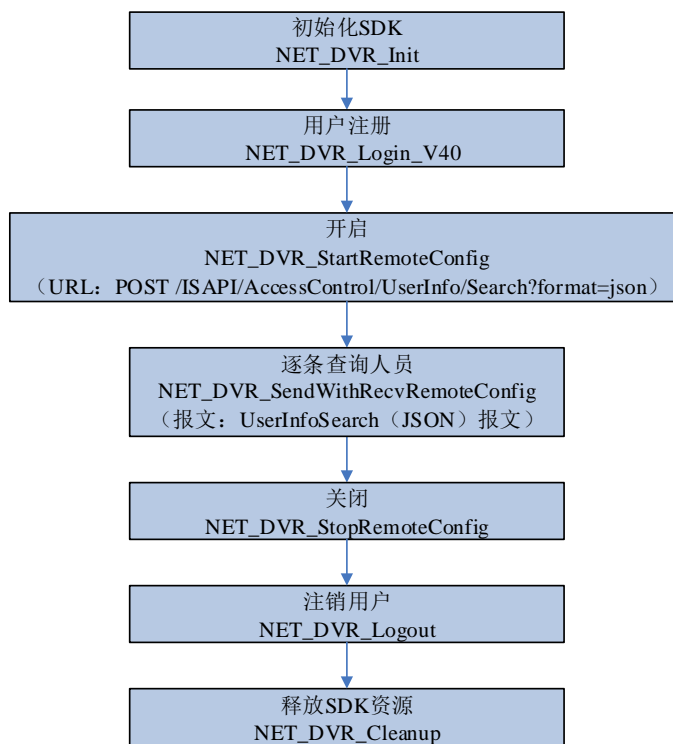 初始化SDK
NET_DVR_Init
用户注册
NET_DVR_Login_V40
开启
NET_DVR_StartRemoteConfig
（URL：POST /ISAPI/AccessControl/UserInfo/Search?format=json）
逐条查询人员
NET_DVR_SendWithRecvRemoteConfig
（报文：UserInfoSearch（JSON）报文）
关闭
NET_DVR_StopRemoteConfig
注销用户
NET_DVR_Logout
释放SDK资源
NET_DVR_Cleanup